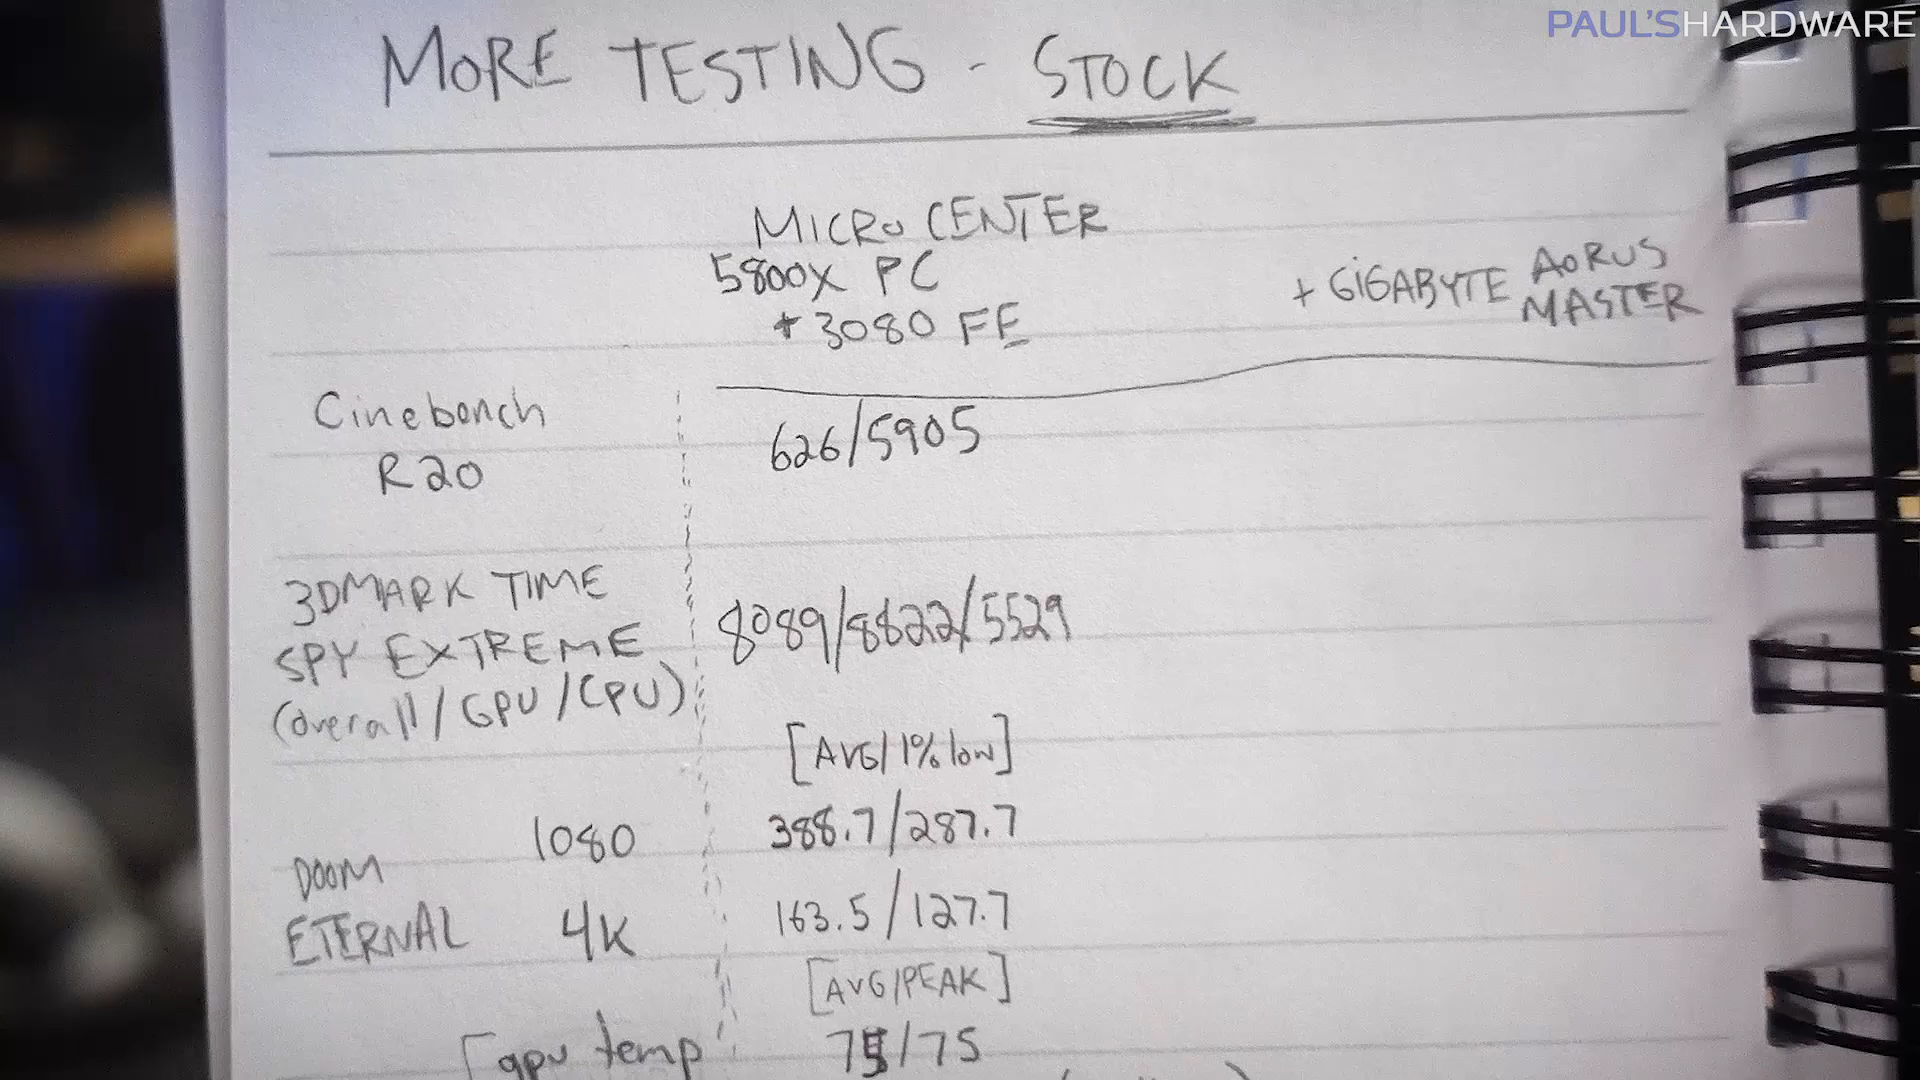 PAUL'SHARDWARE
MORE TESTING - STOCK
MICRO CENTER
5800X PC
+ 3080 FE
+ GIGABYTE AORUS
MASTER
Cinebench
R20
626/5905
3DMARK TIME
SPY EXTREME
(overall/GPU/CPU)
8089/8822/5529
[AVG/1% low]
1080
388.7/287.7
DOOM
ETERNAL
4K
163.5/127.7
[AVG/PEAK]
[gpu temp
/75